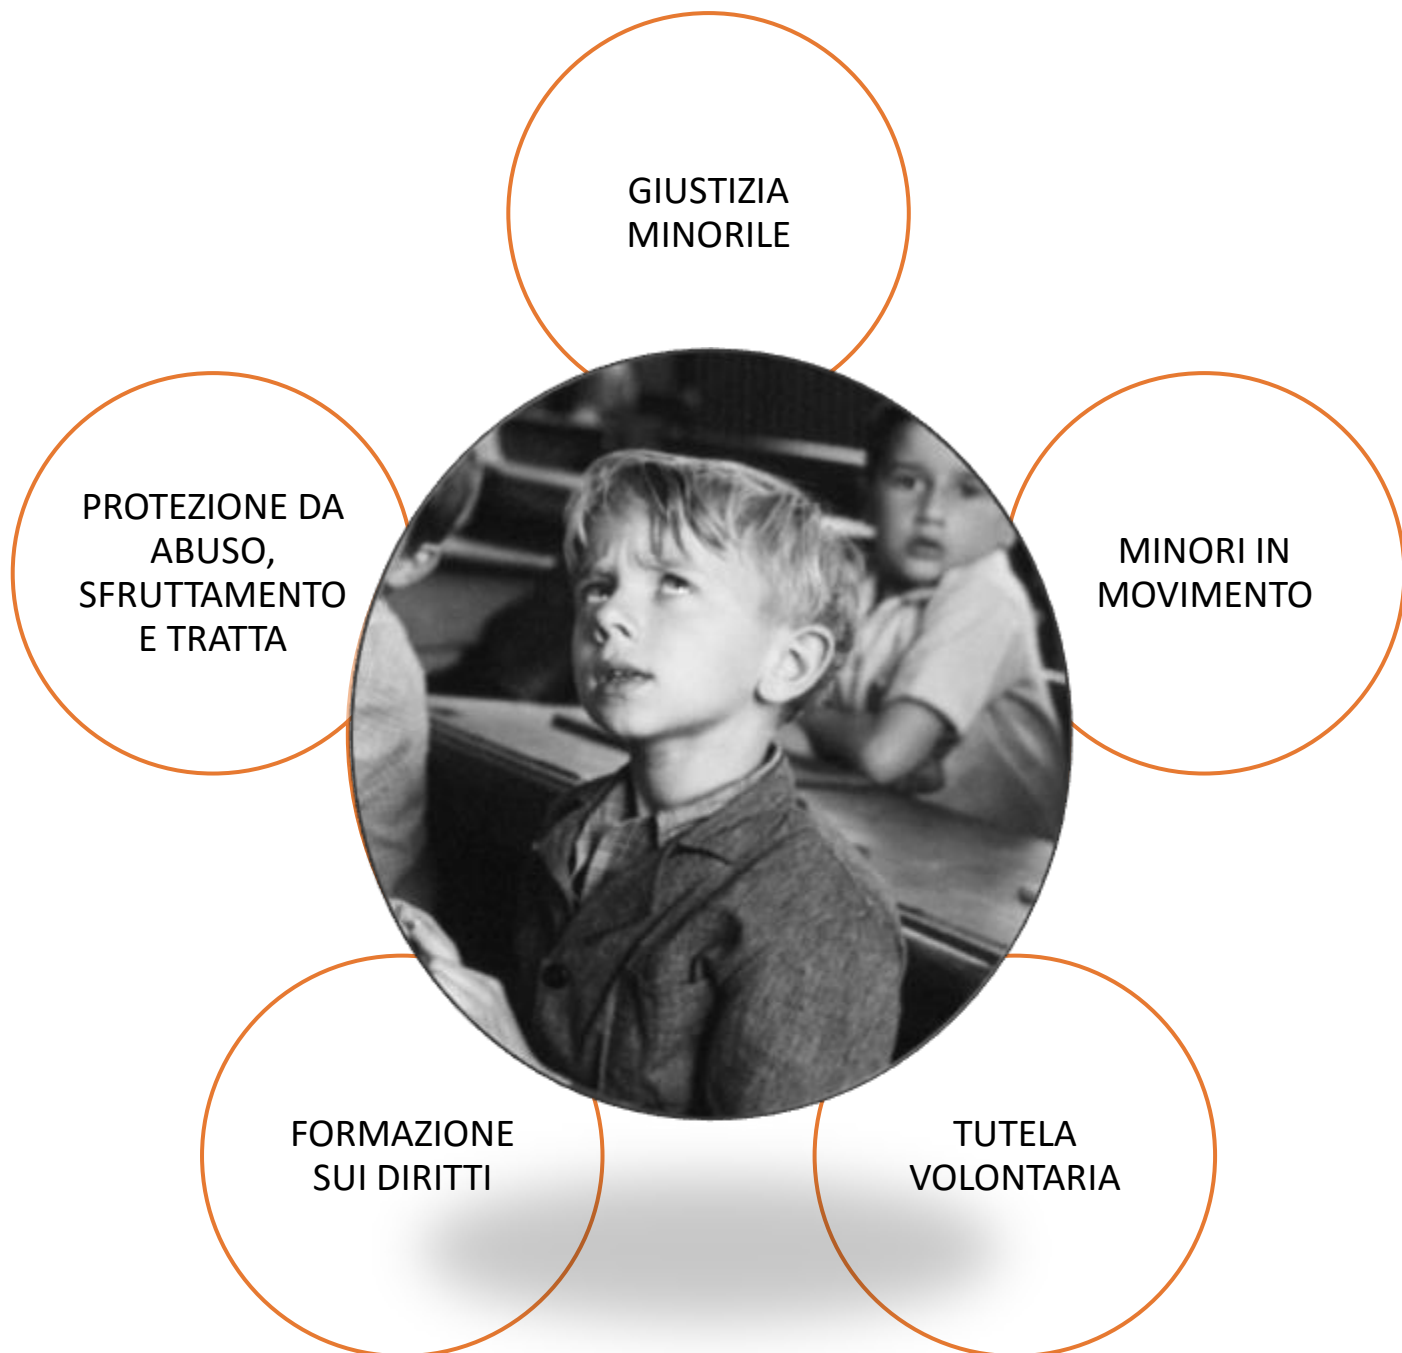 GIUSTIZIA
MINORILE
PROTEZIONE DA
ABUSO,
SFRUTTAMENTO
E TRATTA
MINORI IN
MOVIMENTO
FORMAZIONE
SUI DIRITTI
TUTELA
VOLONTARIA